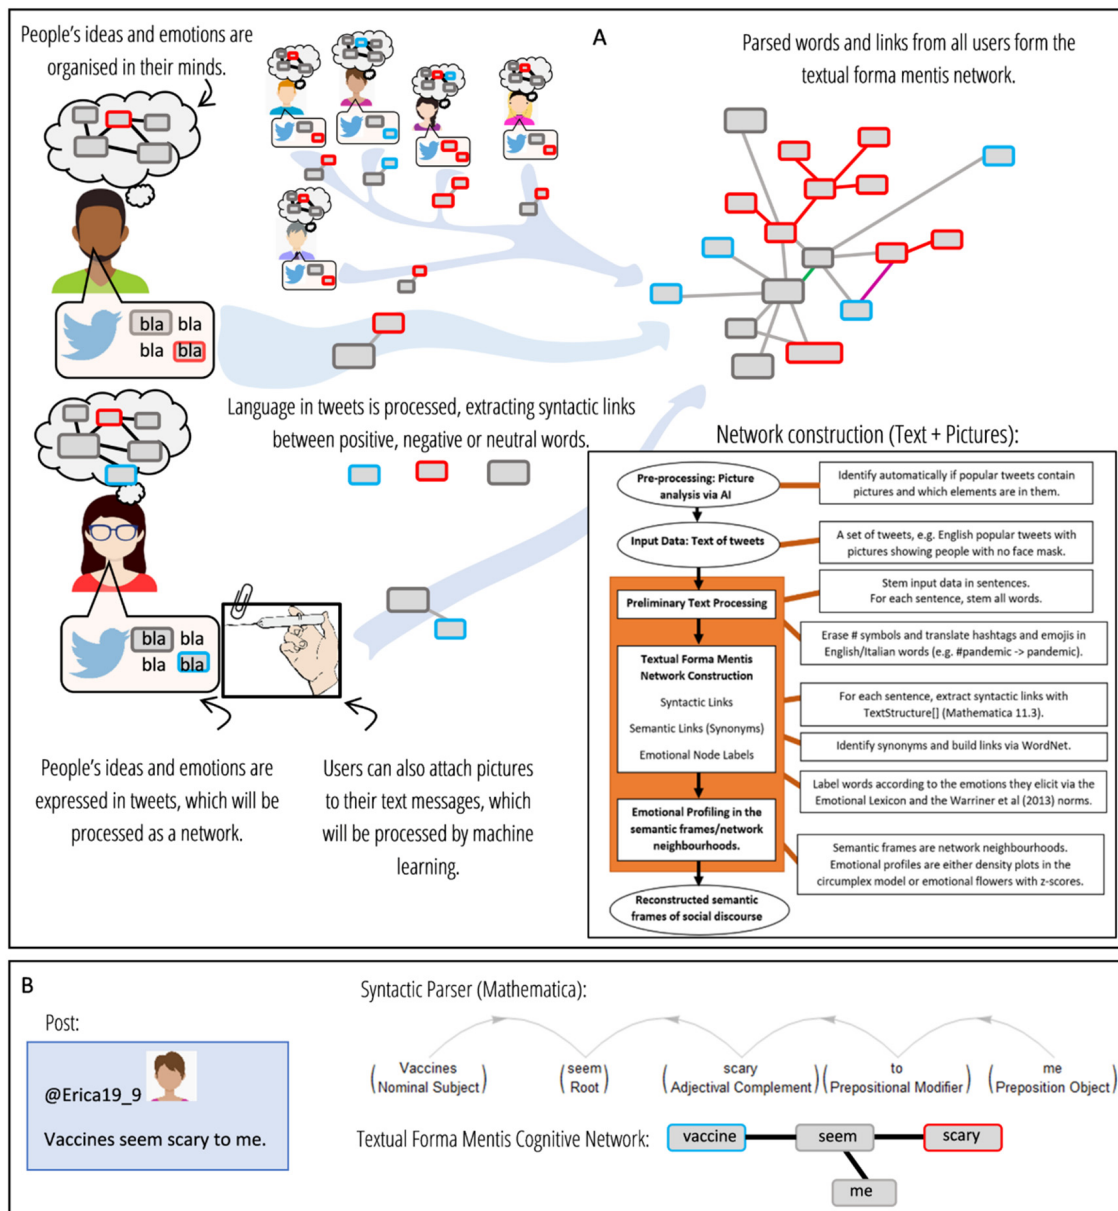 People's ideas and emotions are
organised in their minds.
A
Parsed words and links from all users form the
textual forma mentis network.
bla bla
bla bla
Language in tweets is processed, extracting syntactic links
between positive, negative or neutral words.
bla bla
bla bla
People's ideas and emotions are
expressed in tweets, which will be
processed as a network.
Users can also attach pictures
to their text messages, which
will be processed by machine
learning.
Network construction (Text + Pictures):
Pre-processing: Picture
analysis via AI
Identify automatically if popular tweets contain
pictures and which elements are in them.
Input Data: Text of tweets
A set of tweets, e.g. English popular tweets with
pictures showing people with no face mask.
Preliminary Text Processing
Stem input data in sentences.
For each sentence, stem all words.
Erase # symbols and translate hashtags and emojis in
English/Italian words (e.g. #pandemic -> pandemic).
Textual Forma Mentis
Network Construction
Syntactic Links
Semantic Links (Synonyms)
Emotional Node Labels
For each sentence, extract syntactic links with
TextStructure[] (Mathematica 11.3).
Identify synonyms and build links via WordNet.
Label words according to the emotions they elicit via the
Emotional Lexicon and the Warriner et al (2013) norms.
Emotional Profiling in the
semantic frames/network
neighbourhoods.
Semantic frames are network neighbourhoods.
Emotional profiles are either density plots in the
circumplex model or emotional flowers with z-scores.
Reconstructed semantic
frames of social discourse
B
Post:
@Erica19_9
Vaccines seem scary to me.
Syntactic Parser (Mathematica):
(Vaccines
Nominal Subject)
(seem
Root)
(scary
Adjectival Complement)
(to
Prepositional Modifier)
(me
Preposition Object)
Textual Forma Mentis Cognitive Network:
vaccine
seem
scary
me